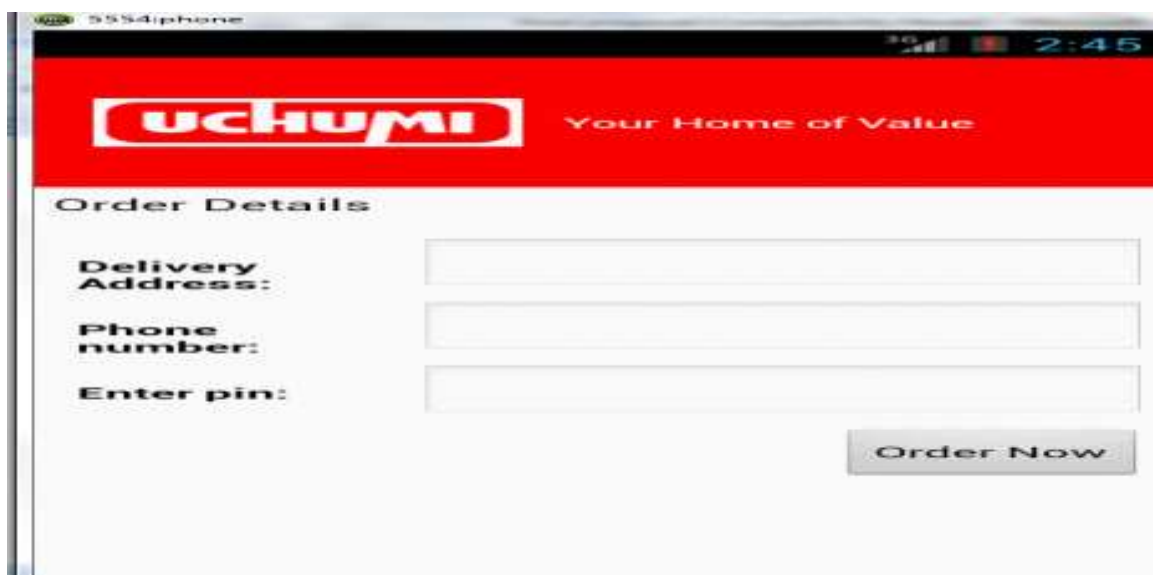 5554:iphone
3G 2:45
UCHUMI Your Home of Value
Order Details
Delivery
Address:
Phone
number:
Enter pin:
Order Now